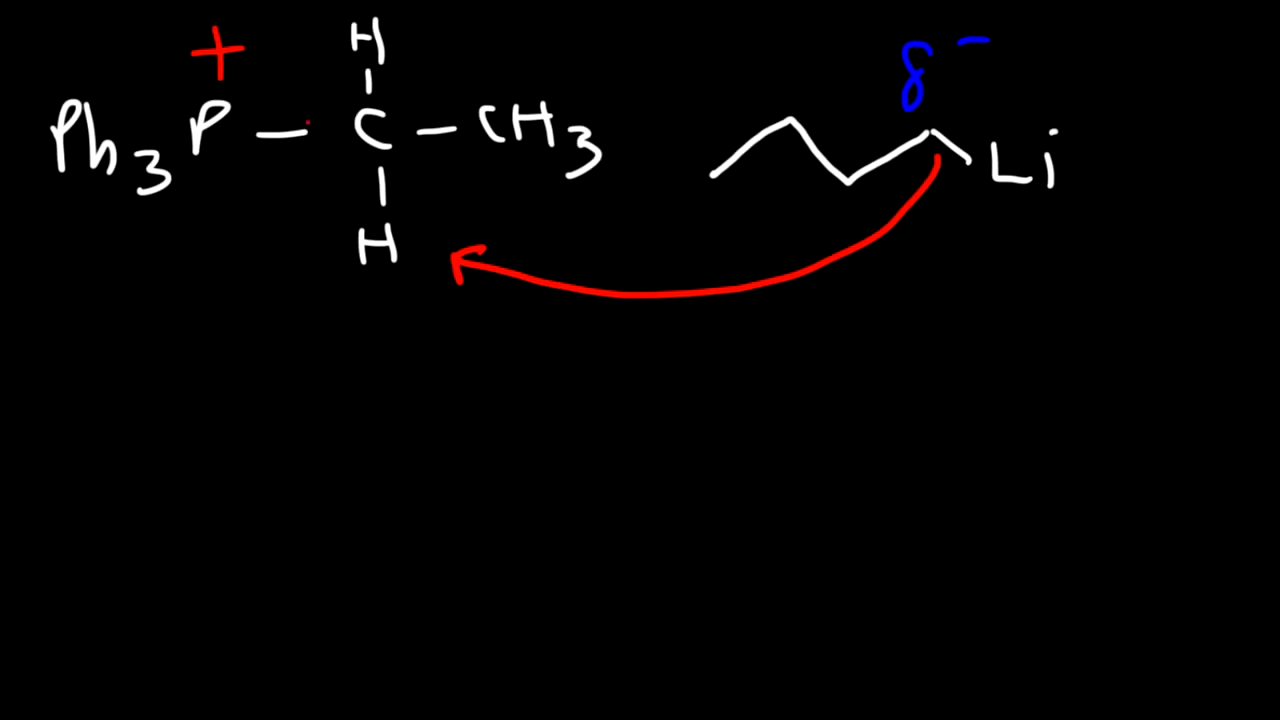 + H δ⁻
Ph₃P – C – CH₃ Li
H